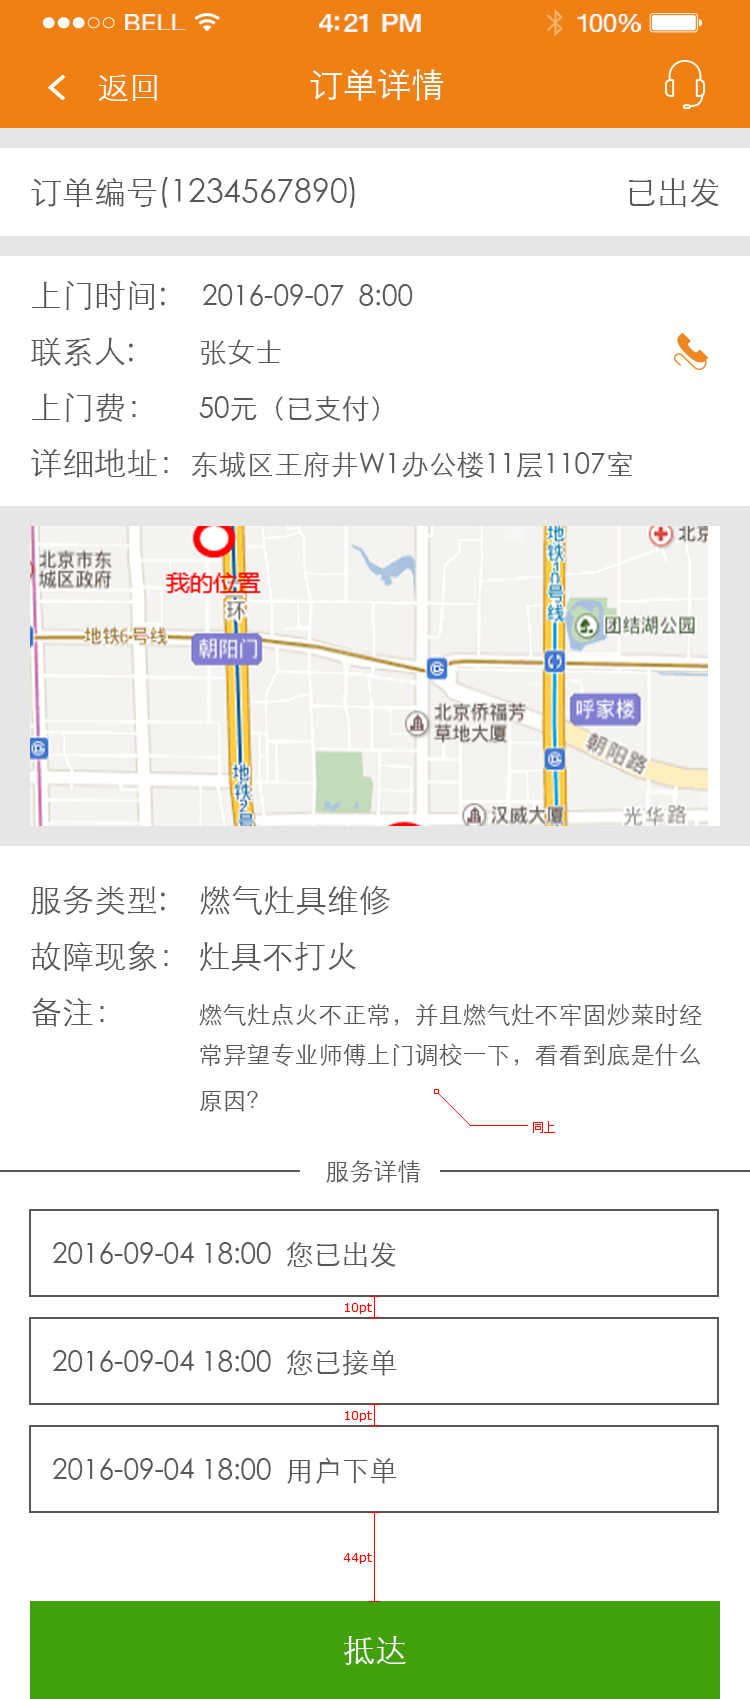 BELL 4:21 PM 100%
返回 订单详情
订单编号(1234567890) 已出发
上门时间: 2016-09-07 8:00
联系人: 张女士
上门费: 50元（已支付）
详细地址: 东城区王府井W1办公楼11层1107室
北京市东
城区政府
我的位置
环
地铁6号线
朝阳门
地铁2号
地铁10号线
北京
团结湖公园
呼家楼
北京侨福芳
草地大厦
朝阳路
汉威大厦
光华路
服务类型: 燃气灶具维修
故障现象: 灶具不打火
备注: 燃气灶点火不正常，并且燃气灶不牢固炒菜时经
常异望专业师傅上门调校一下，看看到底是什么
原因?
同上
服务详情
2016-09-04 18:00 您已出发
10pt
2016-09-04 18:00 您已接单
10pt
2016-09-04 18:00 用户下单
44pt
抵达